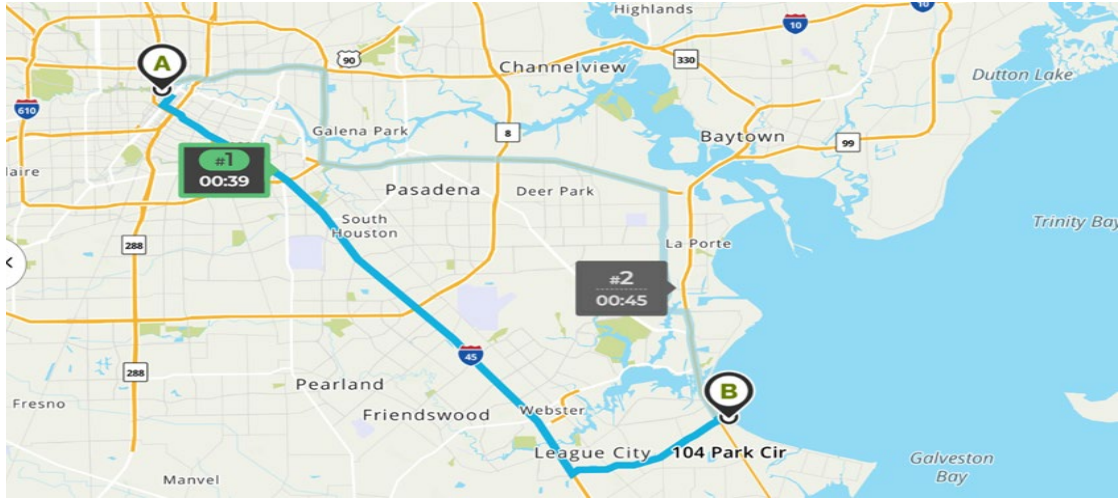 Highlands
10
10
A
90
330
Channelview
Dutton Lake
610
Galena Park
8
Baytown
99
laire
#1
00:39
Pasadena
Deer Park
South
Houston
Trinity Bay
288
La Porte
#2
00:45
45
288
Pearland
B
Fresno
Friendswood
Webster
League City
104 Park Cir
Galveston
Bay
Manvel